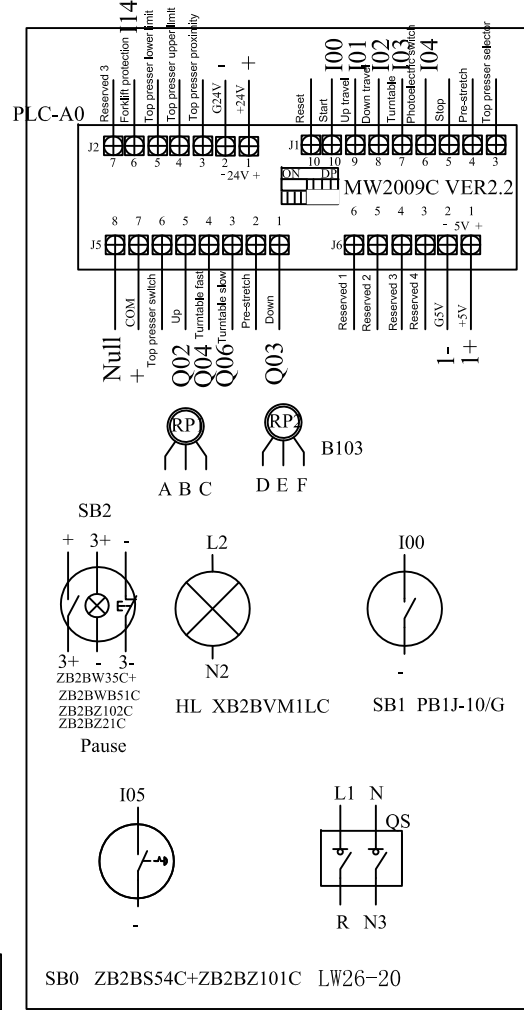 Reserved 3
Forklift protection
I14
Top presser lower limit
Top presser upper limit
Top presser proximity
G24V
-
+24V
+
Reset
Start
I00
Up travel
I01
Down travel
I02
Turntable
I03
Photoelectric switch
I04
Stop
Pre-stretch
Top presser selector
PLC-A0
J2
7 6 5 4 3 2 1
- 24V +
J1
10 10 9 8 7 6 5 4 3
ON DP
MW2009C VER2.2
8 7 6 5 4 3 2 1
J5
6 5 4 3 2 1
- 5V +
J6
Null
COM
+
Top presser switch
Up
Q02
Turntable fast
Q04
Turntable slow
Q06
Pre-stretch
Down
Q03
Reserved 1
Reserved 2
Reserved 3
Reserved 4
G5V
1-
+5V
1+
RP
RP2
B103
A B C
D E F
SB2
+ 3+ -
3+ - 3-
ZB2BW35C+
ZB2BWB51C
ZB2BZ102C
ZB2BZ21C
Pause
L2
N2
HL XB2BVM1LC
I00
-
SB1 PB1J-10/G
I05
-
SB0 ZB2BS54C+ZB2BZ101C
L1 N
QS
R N3
LW26-20